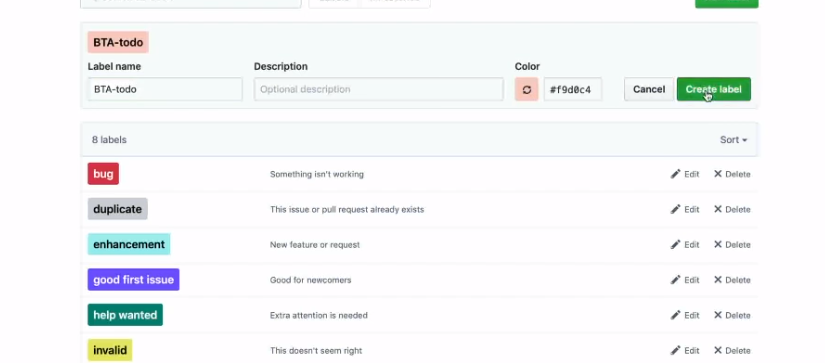 BTA-todo
Label name Description Color
BTA-todo Optional description #f9d0c4 Cancel Create label
8 labels Sort
bug Something isn't working Edit Delete
duplicate This issue or pull request already exists Edit Delete
enhancement New feature or request Edit Delete
good first issue Good for newcomers Edit Delete
help wanted Extra attention is needed Edit Delete
invalid This doesn't seem right Edit Delete